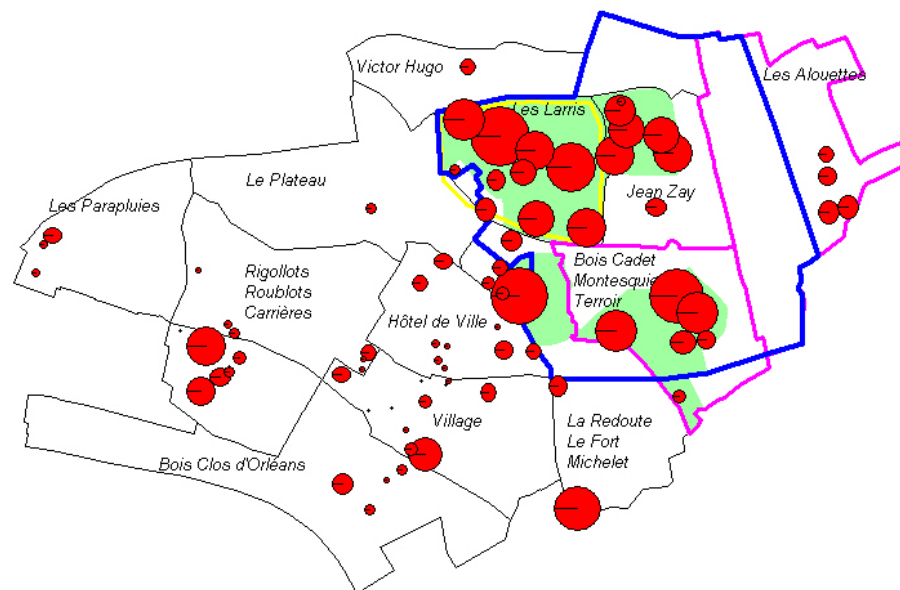 Victor Hugo
Les Alouettes
Les Larris
Le Plateau
Jean Zay
Les Parapluies
Rigollots
Roublots
Carrières
Bois Cadet
Montesquie
Terroir
Hôtel de Ville
Village
La Redoute
Le Fort
Michelet
Bois Clos d'Orléans